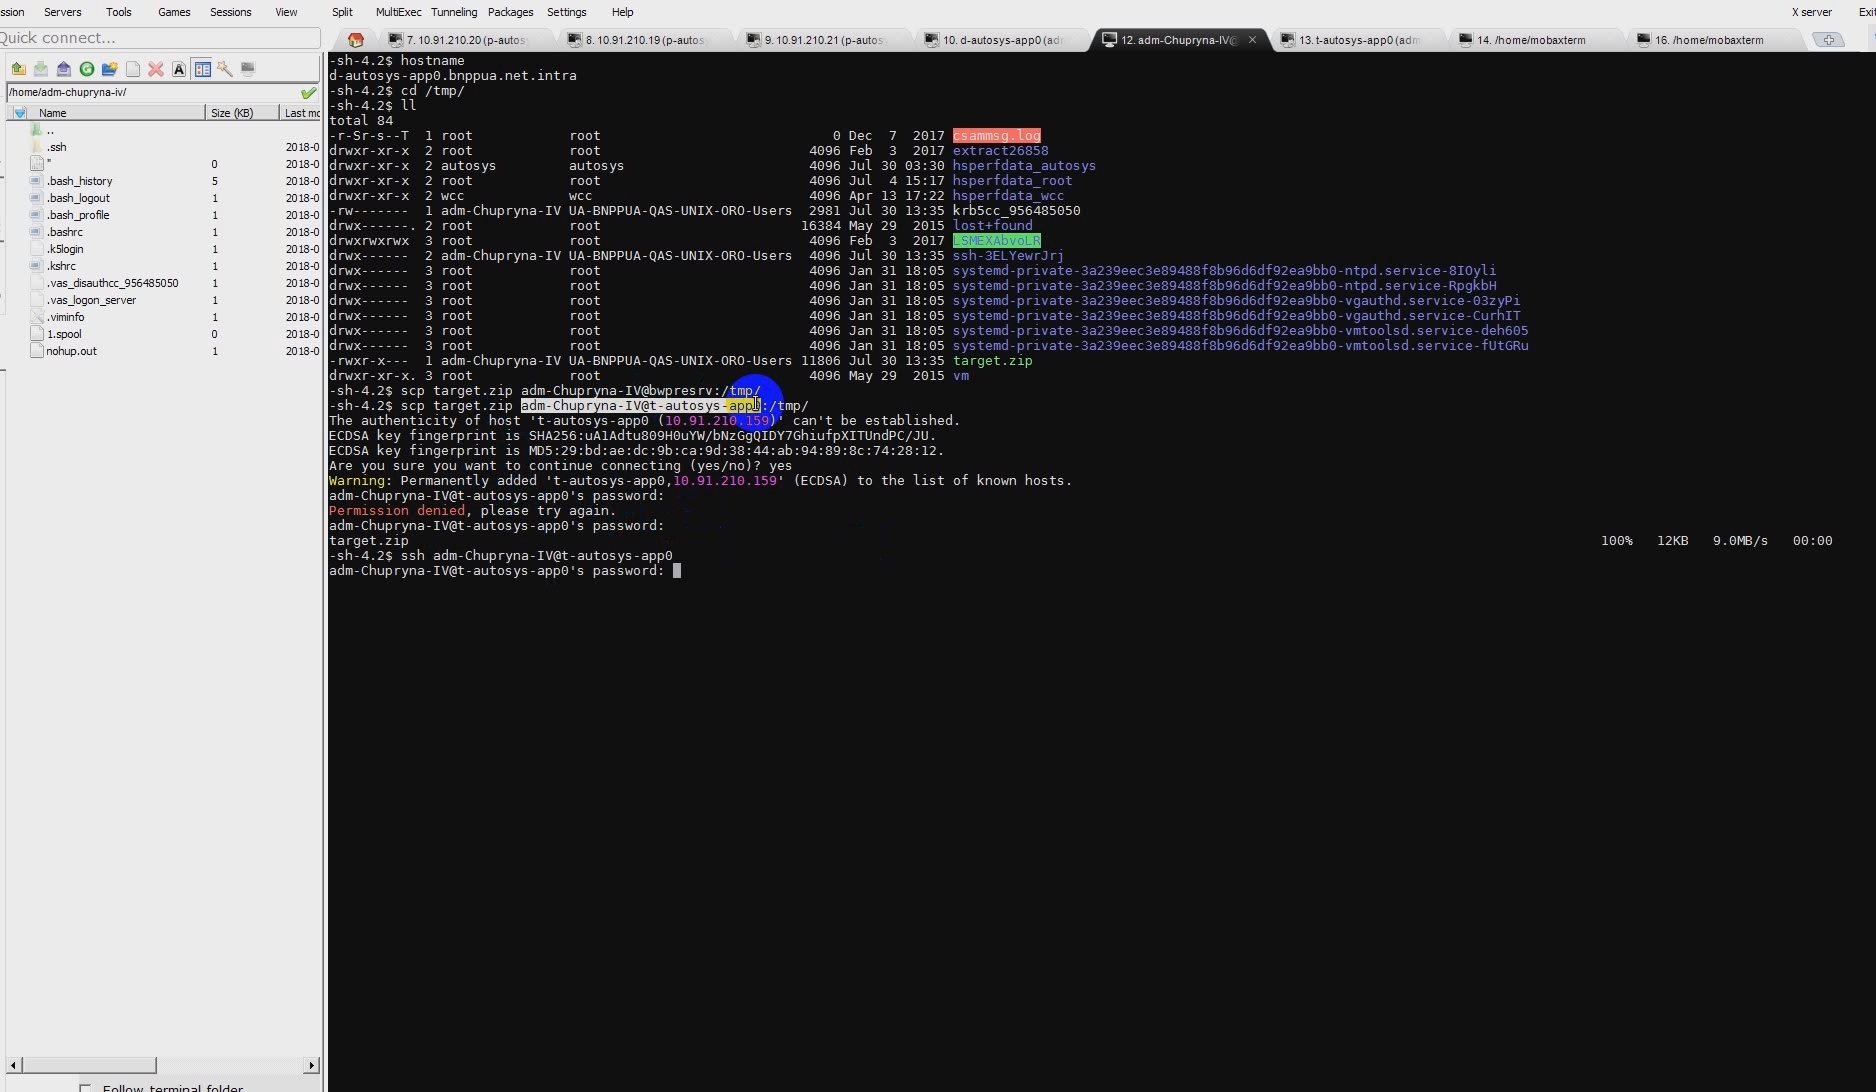 ssion Servers Tools Games Sessions View Split MultiExec Tunneling Packages Settings Help X server Exit
Quick connect...
7. 10.91.210.20 (p-autos 8. 10.91.210.19 (p-autos 9. 10.91.210.21 (p-autos 10. d-autosys-app0 (adm 12. adm-Chupryna-IV@ 13. t-autosys-app0 (adm 14. /home/mobaxterm 16. /home/mobaxterm
/home/adm-chupryna-iv/
Name Size (KB) Last mo
..
.ssh 2018-0
" 0 2018-0
.bash_history 5 2018-0
.bash_logout 1 2018-0
.bash_profile 1 2018-0
.bashrc 1 2018-0
.k5login 1 2018-0
.kshrc 1 2018-0
.vas_disauthcc_956485050 1 2018-0
.vas_logon_server 1 2018-0
.viminfo 1 2018-0
1.spool 0 2018-0
nohup.out 1 2018-0
Follow terminal folder
-sh-4.2$ hostname
d-autosys-app0.bnppua.net.intra
-sh-4.2$ cd /tmp/
-sh-4.2$ ll
total 84
-r-Sr-s--T 1 root root 0 Dec 7 2017 csammsg.log
drwxr-xr-x 2 root root 4096 Feb 3 2017 extract26858
drwxr-xr-x 2 autosys autosys 4096 Jul 30 03:30 hsperfdata_autosys
drwxr-xr-x 2 root root 4096 Jul 4 15:17 hsperfdata_root
drwxr-xr-x 2 wcc wcc 4096 Apr 13 17:22 hsperfdata_wcc
-rw------- 1 adm-Chupryna-IV UA-BNPPUA-QAS-UNIX-ORO-Users 2981 Jul 30 13:35 krb5cc_956485050
drwx------. 2 root root 16384 May 29 2015 lost+found
drwxrwxrwx 3 root root 4096 Feb 3 2017 LSMEXAbvoLR
drwx------ 2 adm-Chupryna-IV UA-BNPPUA-QAS-UNIX-ORO-Users 4096 Jul 30 13:35 ssh-3ELYewrJrj
drwx------ 3 root root 4096 Jan 31 18:05 systemd-private-3a239eec3e89488f8b96d6df92ea9bb0-ntpd.service-8IOyli
drwx------ 3 root root 4096 Jan 31 18:05 systemd-private-3a239eec3e89488f8b96d6df92ea9bb0-ntpd.service-RpgkbH
drwx------ 3 root root 4096 Jan 31 18:05 systemd-private-3a239eec3e89488f8b96d6df92ea9bb0-vgauthd.service-03zyPi
drwx------ 3 root root 4096 Jan 31 18:05 systemd-private-3a239eec3e89488f8b96d6df92ea9bb0-vgauthd.service-CurhIT
drwx------ 3 root root 4096 Jan 31 18:05 systemd-private-3a239eec3e89488f8b96d6df92ea9bb0-vmtoolsd.service-deh605
drwx------ 3 root root 4096 Jan 31 18:05 systemd-private-3a239eec3e89488f8b96d6df92ea9bb0-vmtoolsd.service-fUtGRu
-rwxr-x--- 1 adm-Chupryna-IV UA-BNPPUA-QAS-UNIX-ORO-Users 11806 Jul 30 13:35 target.zip
drwxr-xr-x. 3 root root 4096 May 29 2015 vm
-sh-4.2$ scp target.zip adm-Chupryna-IV@bwpresrv:/tmp/
-sh-4.2$ scp target.zip adm-Chupryna-IV@t-autosys-app0:/tmp/
The authenticity of host 't-autosys-app0 (10.91.210.159)' can't be established.
ECDSA key fingerprint is SHA256:uA1Adtu809H0uYW/bNzGgQIDY7GhiufpXITUndPC/JU.
ECDSA key fingerprint is MD5:29:bd:ae:dc:9b:ca:9d:38:44:ab:94:89:8c:74:28:12.
Are you sure you want to continue connecting (yes/no)? yes
Warning: Permanently added 't-autosys-app0,10.91.210.159' (ECDSA) to the list of known hosts.
adm-Chupryna-IV@t-autosys-app0's password:
Permission denied, please try again.
adm-Chupryna-IV@t-autosys-app0's password:
target.zip 100% 12KB 9.0MB/s 00:00
-sh-4.2$ ssh adm-Chupryna-IV@t-autosys-app0
adm-Chupryna-IV@t-autosys-app0's password: